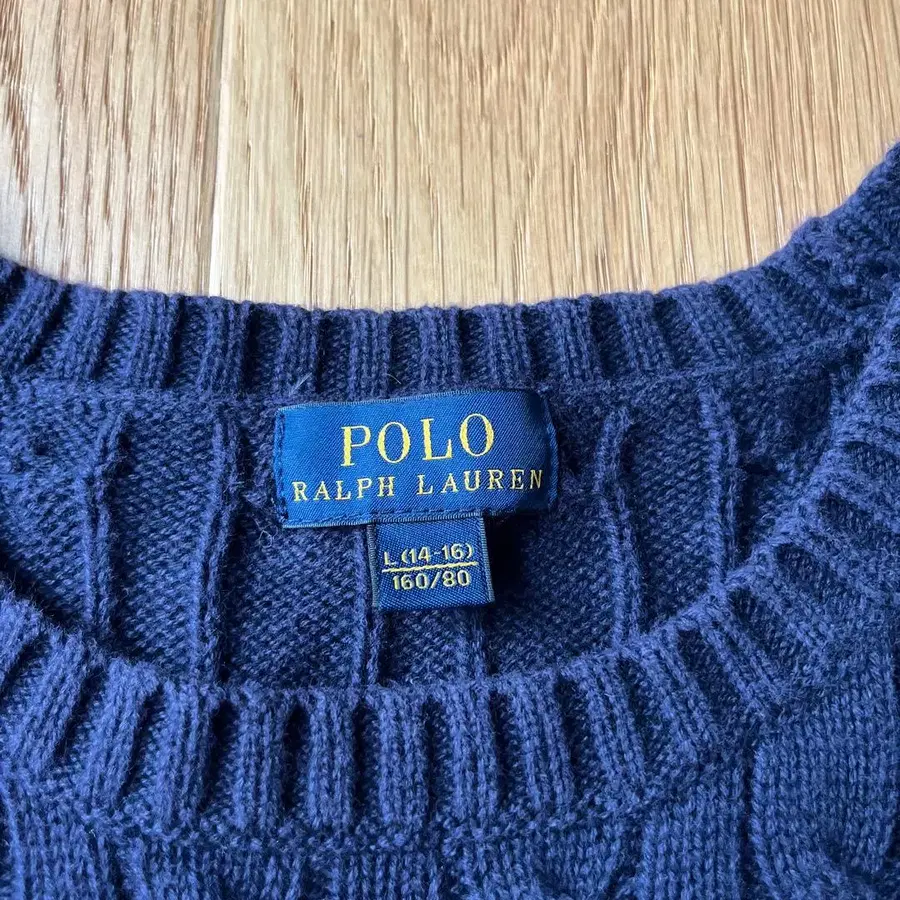 POLO
RALPH LAUREN
L (14-16)
160/80